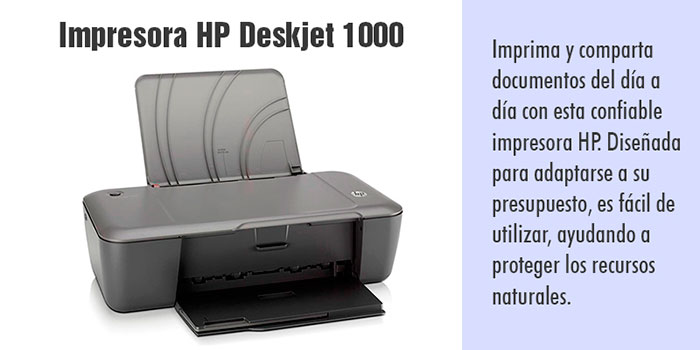 Impresora HP Deskjet 1000
Imprima y comparta
documentos del día a
día con esta confiable
impresora HP. Diseñada
para adaptarse a su
presupuesto, es fácil de
utilizar, ayudando a
proteger los recursos
naturales.
hp